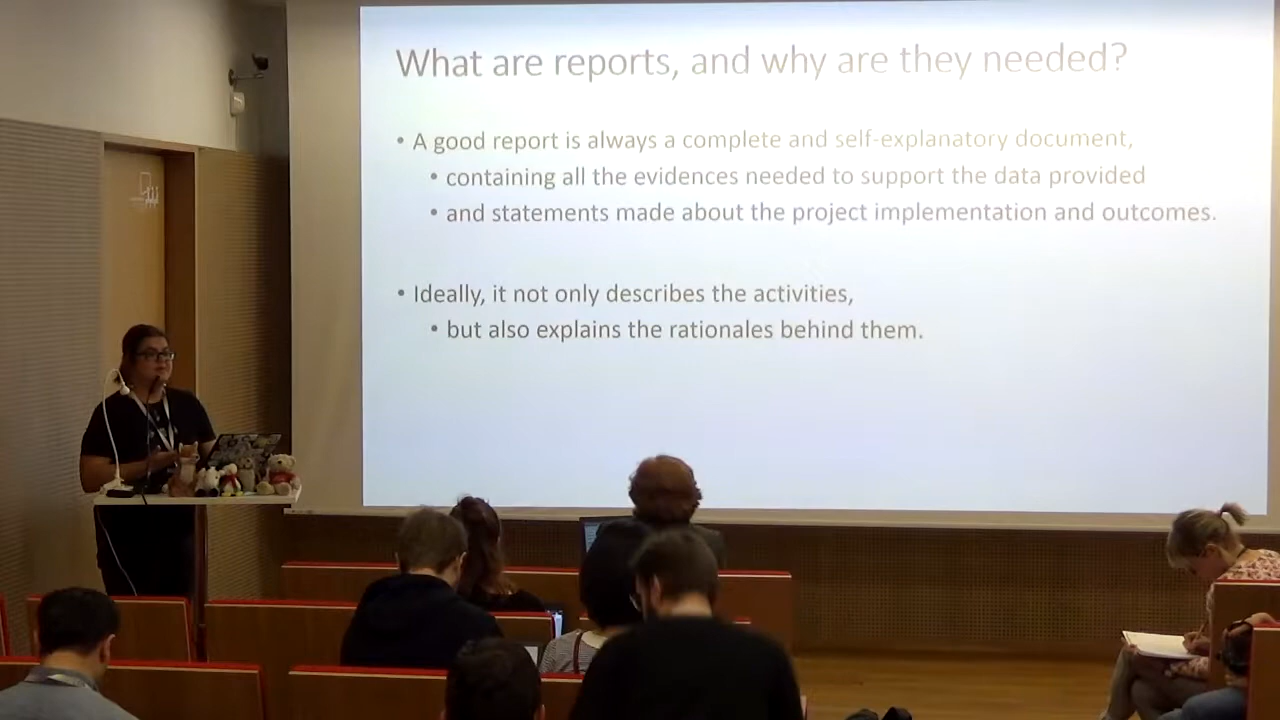 What are reports, and why are they needed?
• A good report is always a complete and self-explanatory document,
• containing all the evidences needed to support the data provided
• and statements made about the project implementation and outcomes.
• Ideally, it not only describes the activities,
• but also explains the rationales behind them.